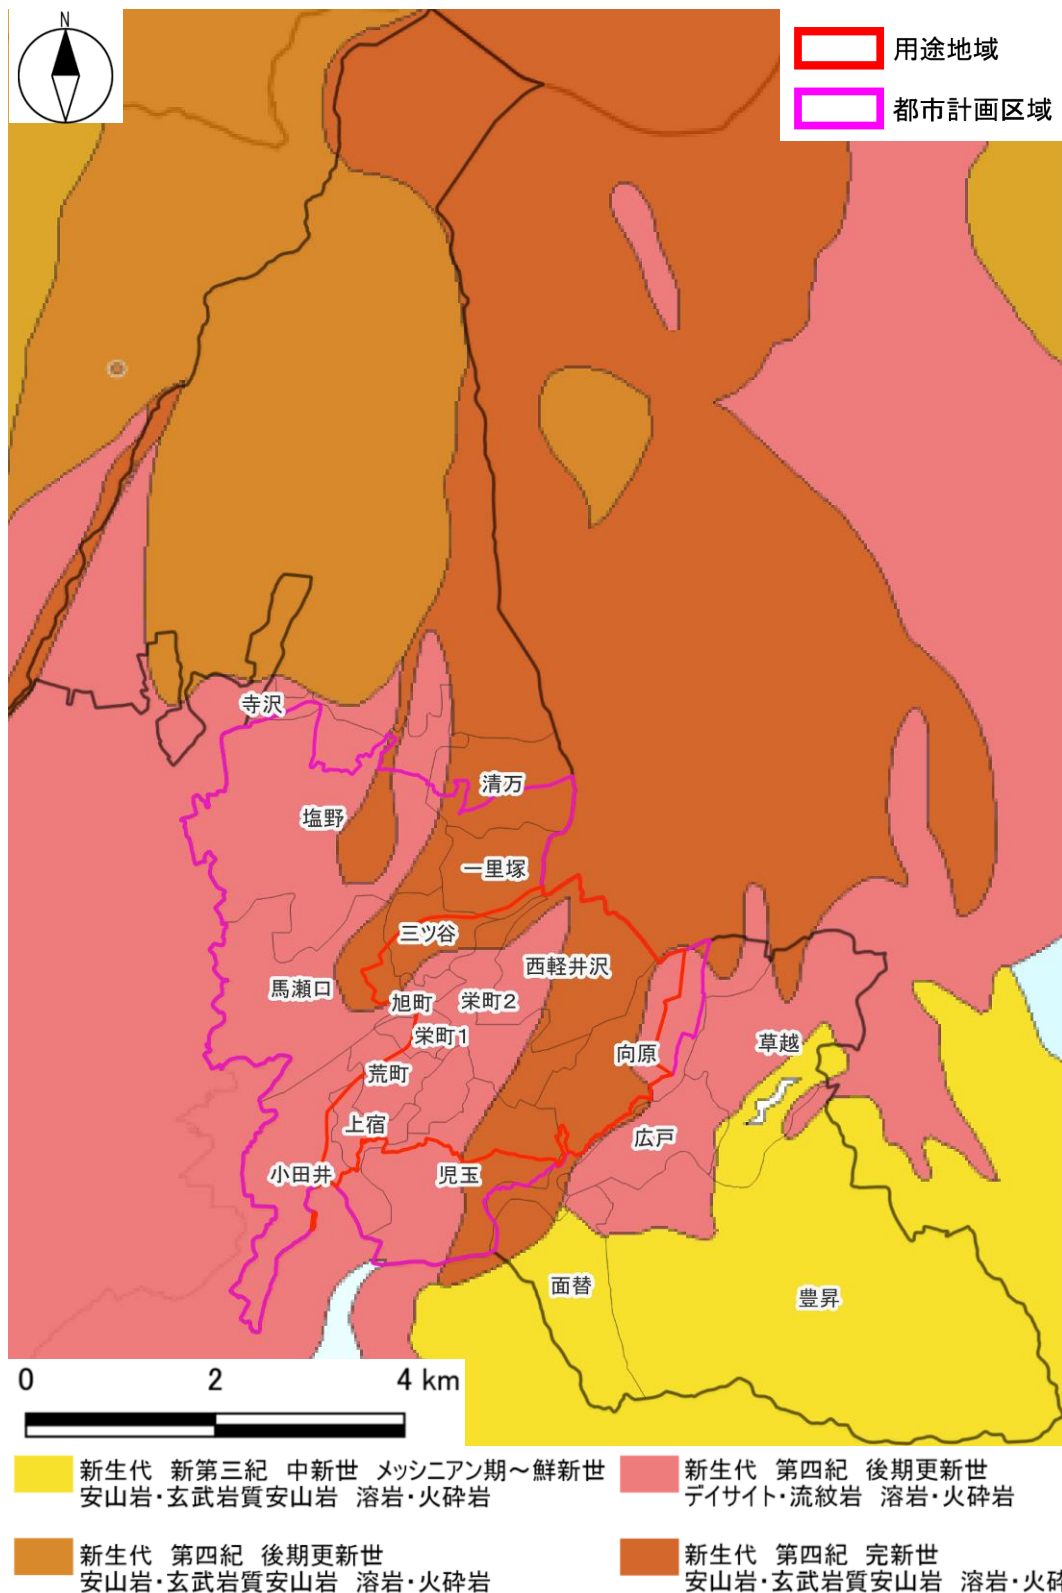 N
用途地域
都市計画区域
寺沢
清万
塩野
一里塚
三ツ谷
西軽井沢
馬瀬口
旭町
栄町2
栄町1
向原
草越
荒町
上宿
広戸
小田井
児玉
面替
豊昇
0 2 4 km
新生代 新第三紀 中新世 メッシニアン期~鮮新世
安山岩・玄武岩質安山岩 溶岩・火砕岩
新生代 第四紀 後期更新世
デイサイト・流紋岩 溶岩・火砕岩
新生代 第四紀 後期更新世
安山岩・玄武岩質安山岩 溶岩・火砕岩
新生代 第四紀 完新世
安山岩・玄武岩質安山岩 溶岩・火砕